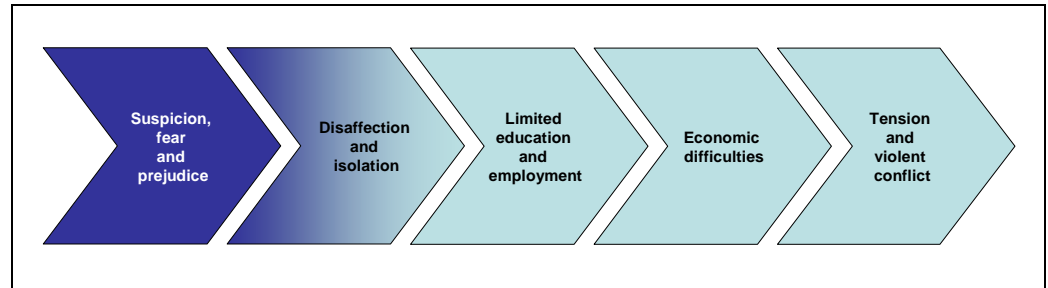 Suspicion,
fear
and
prejudice
Disaffection
and
isolation
Limited
education
and
employment
Economic
difficulties
Tension
and
violent
conflict